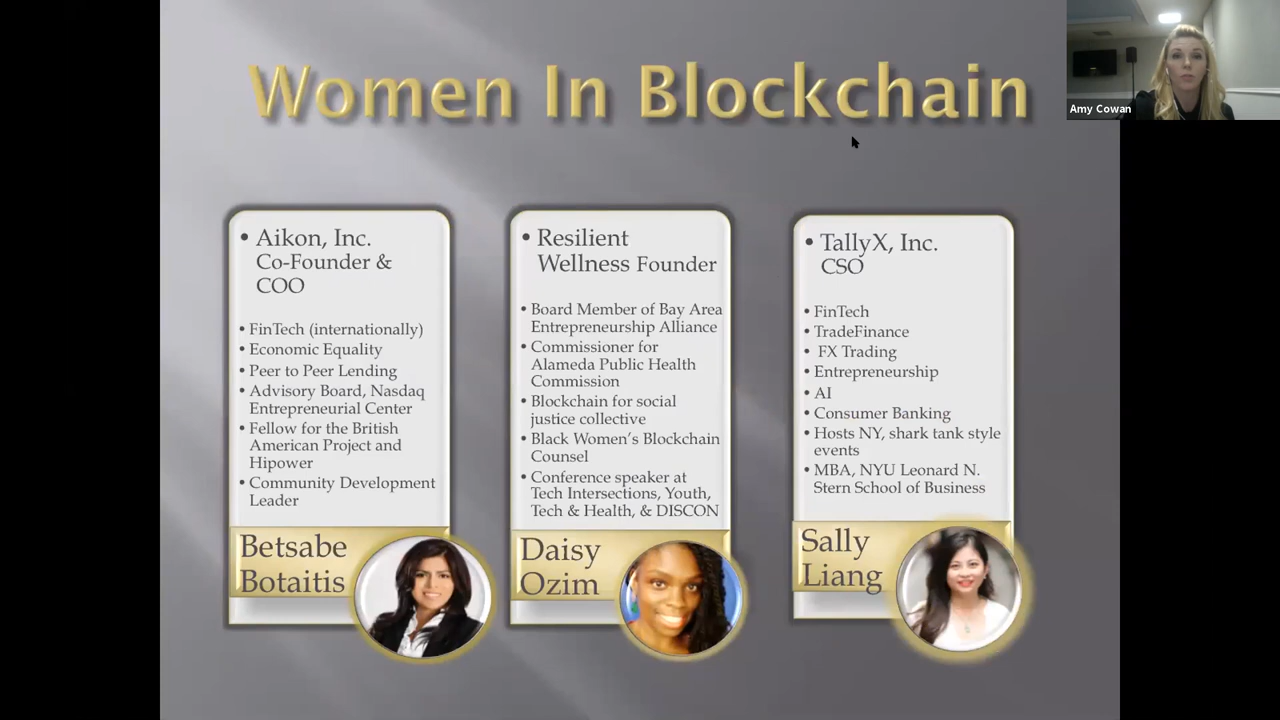 Women In Blockchain
Amy Cowan
• Aikon, Inc.
Co-Founder &
COO
• FinTech (internationally)
• Economic Equality
• Peer to Peer Lending
• Advisory Board, Nasdaq
Entrepreneurial Center
• Fellow for the British
American Project and
Hipower
• Community Development
Leader
Betsabe
Botaitis
• Resilient
Wellness Founder
• Board Member of Bay Area
Entrepreneurship Alliance
• Commissioner for
Alameda Public Health
Commission
• Blockchain for social
justice collective
• Black Women's Blockchain
Counsel
• Conference speaker at
Tech Intersections, Youth,
Tech & Health, & DISCON
Daisy
Ozim
• TallyX, Inc.
CSO
• FinTech
• TradeFinance
• FX Trading
• Entrepreneurship
• AI
• Consumer Banking
• Hosts NY, shark tank style
events
• MBA, NYU Leonard N.
Stern School of Business
Sally
Liang